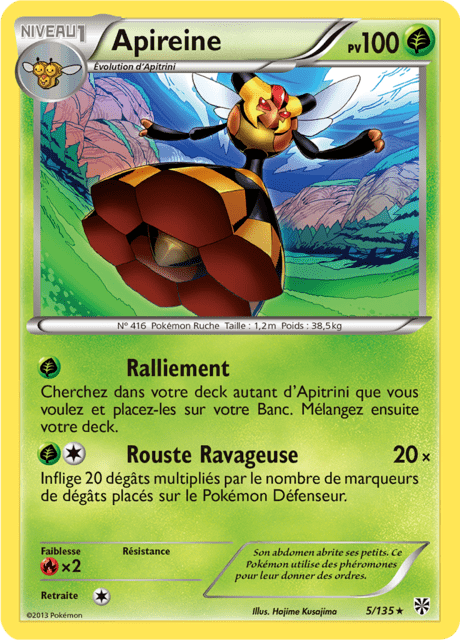 NIVEAU 1
Apireine
PV100
Évolution d'Apitrini
N° 416 Pokémon Ruche Taille : 1,2m Poids : 38,5kg
Ralliement
Cherchez dans votre deck autant d'Apitrini que vous
voulez et placez-les sur votre Banc. Mélangez ensuite
votre deck.
Rouste Ravageuse 20×
Inflige 20 dégâts multipliés par le nombre de marqueurs
de dégâts placés sur le Pokémon Défenseur.
Faiblesse
Résistance
×2
Retraite
Son abdomen abrite ses petits. Ce
Pokémon utilise des phéromones
pour leur donner des ordres.
©2013 Pokémon
Illus. Hajime Kusajima
5/135 ★